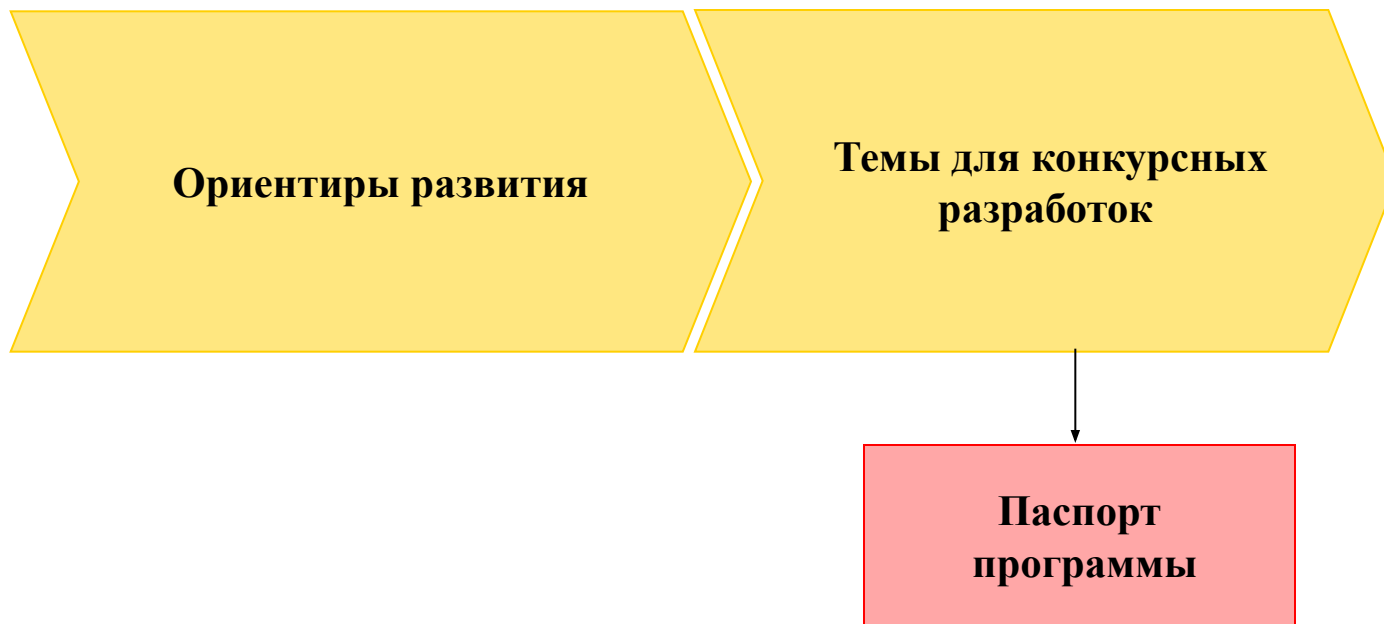 Ориентиры развития
Темы для конкурсных
разработок
Паспорт
программы